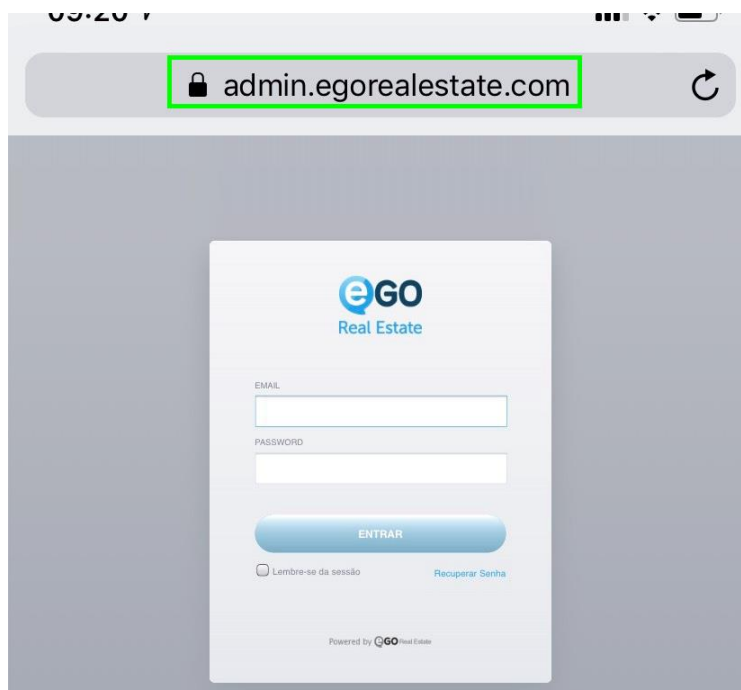 admin.egorealestate.com
eGO
Real Estate
EMAIL
PASSWORD
ENTRAR
Lembre-se da sessão
Recuperar Senha
Powered by eGO Real Estate